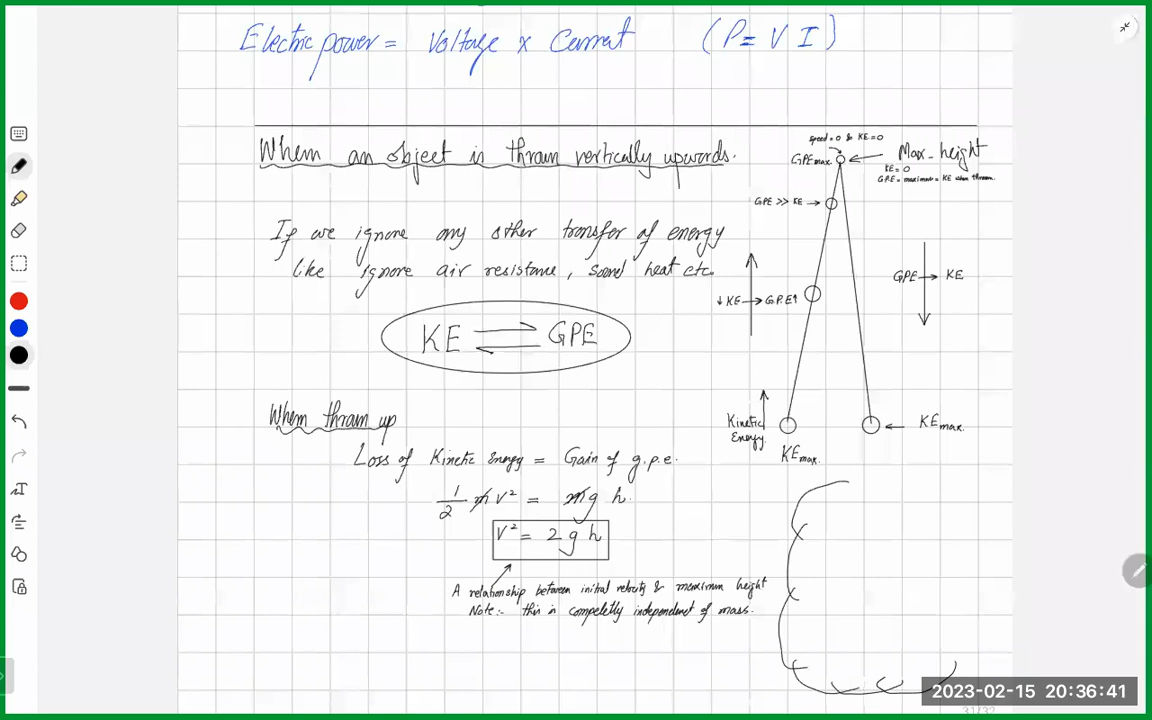 Electric power = Voltage x Current (P = V I)
When an object is thrown vertically upwards.
speed = 0 & KE = 0
GPEmax.
Max. height
KE = 0
GPE = maximum = KE when thrown.
GPE >> KE →
If we ignore any other transfer of energy
like ignore air resistance, sound heat etc.
↓ KE → G.P.E↑
GPE → KE
KE ⇌ GPE
When thrown up
Kinetic
Energy.
KEmax.
← KEmax.
Loss of Kinetic Energy = Gain of g.p.e.
1/2 m v² = m g h.
v² = 2 g h
A relationship between initial velocity & maximum height
Note:- this is completly independent of mass.
2023-02-15 20:36:41
31/32